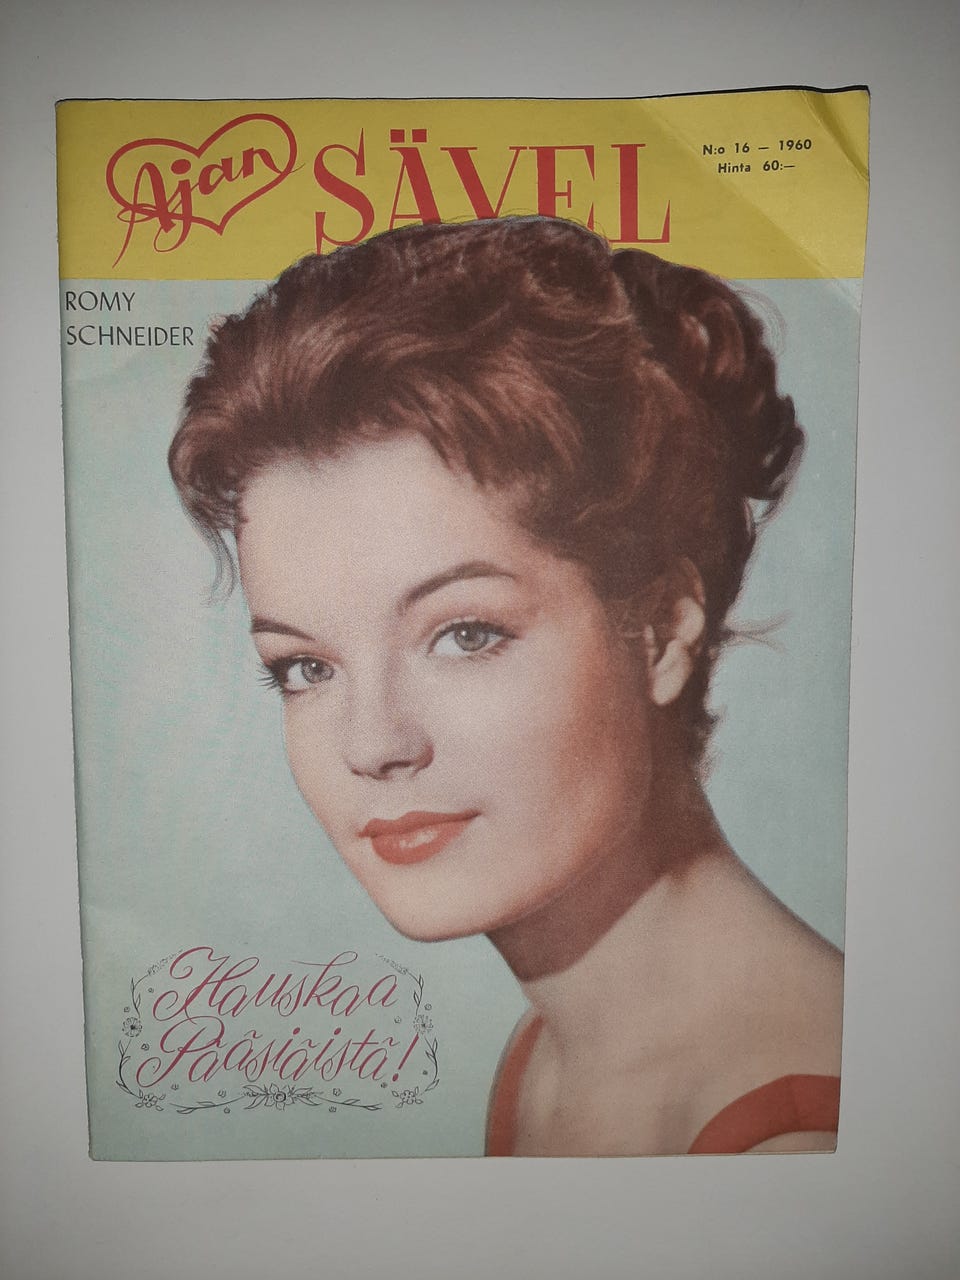 Ajan SÄVEL
N:o 16 — 1960
Hinta 60:—
ROMY
SCHNEIDER
Hauskaa
Pääsiäistä!